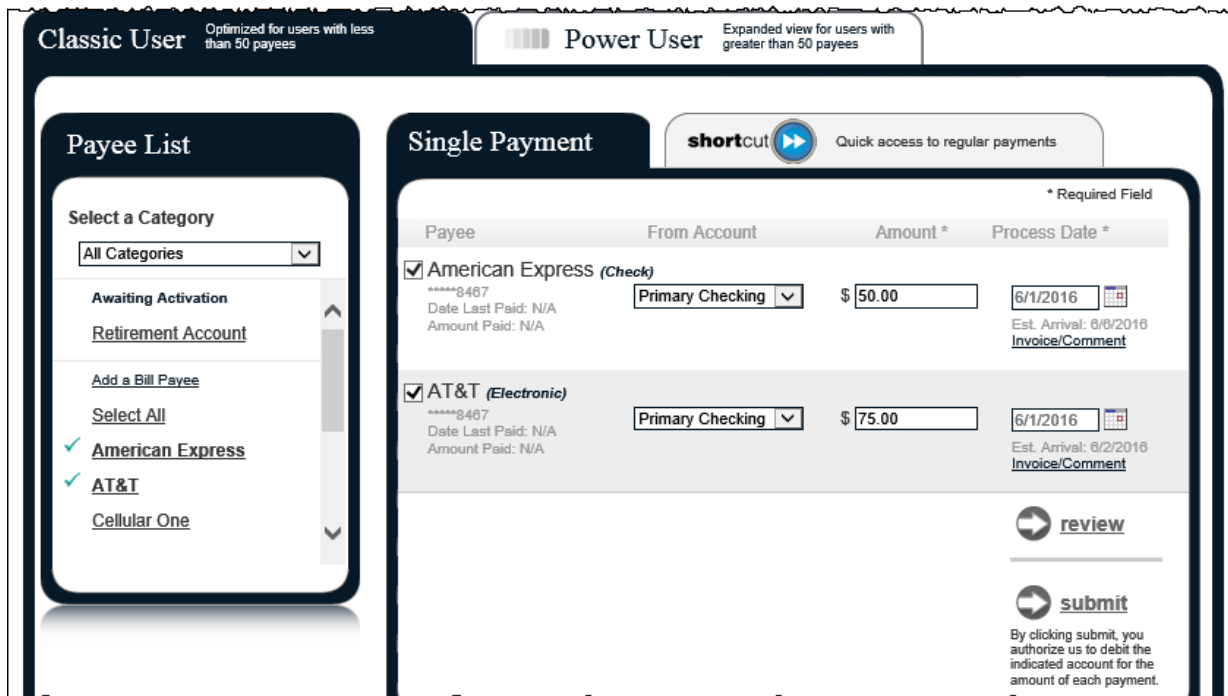 Classic User
Optimized for users with less
than 50 payees
Power User
Expanded view for users with
greater than 50 payees
Payee List
Select a Category
All Categories
Awaiting Activation
Retirement Account
Add a Bill Payee
Select All
American Express
AT&T
Cellular One
Single Payment
shortcut
Quick access to regular payments
* Required Field
Payee From Account Amount * Process Date *
American Express (Check)
*****8467
Date Last Paid: N/A
Amount Paid: N/A
Primary Checking
$ 50.00
6/1/2016
Est. Arrival: 6/6/2016
Invoice/Comment
AT&T (Electronic)
*****8467
Date Last Paid: N/A
Amount Paid: N/A
Primary Checking
$ 75.00
6/1/2016
Est. Arrival: 6/2/2016
Invoice/Comment
review
submit
By clicking submit, you
authorize us to debit the
indicated account for the
amount of each payment.